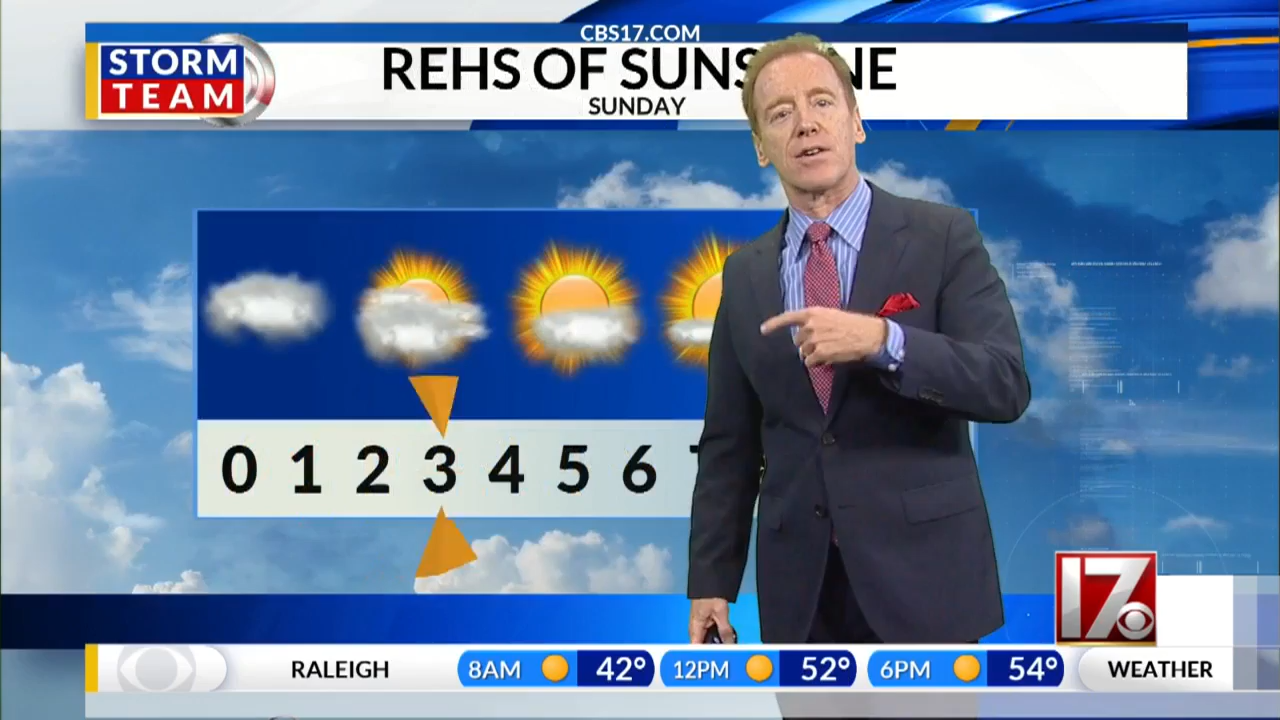 CBS17.COM
STORM
TEAM
REHS OF SUNS NE
SUNDAY
0 1 2 3 4 5 6
17
RALEIGH 8AM 42° 12PM 52° 6PM 54° WEATHER